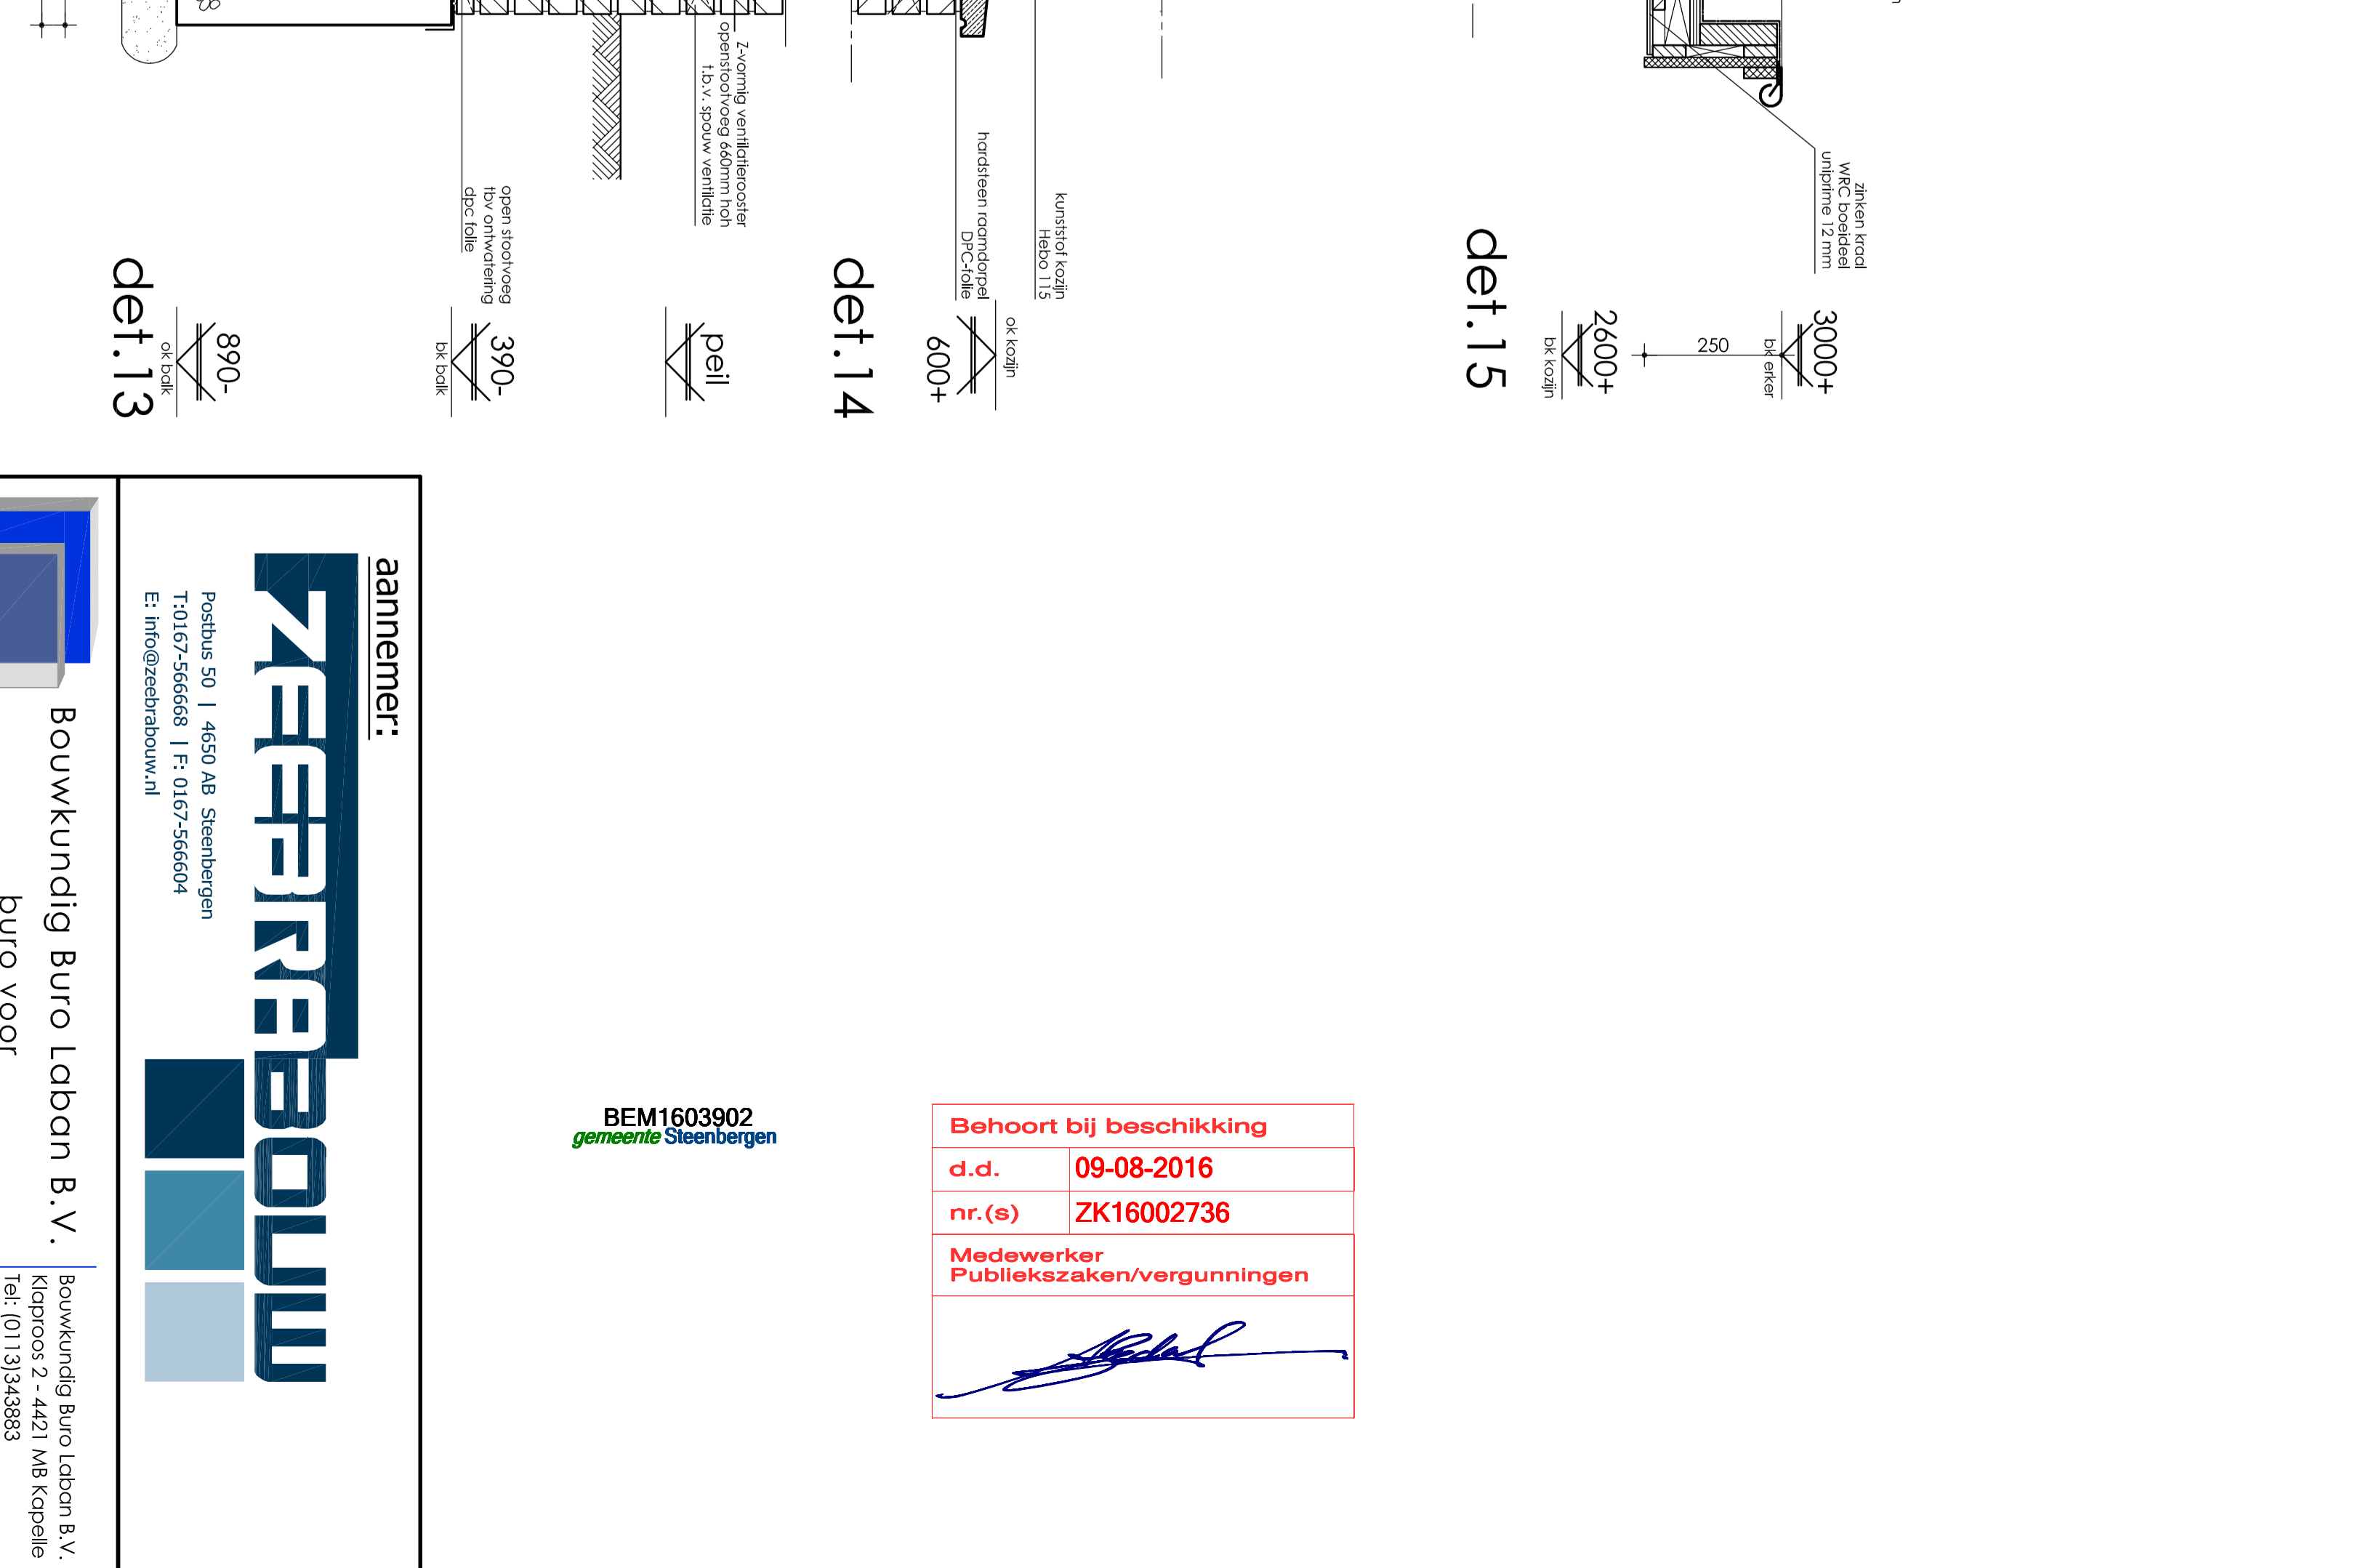 zinken kraal
WRC boeideel
uniprime 12 mm
3000+
bk erker
250
2600+
bk kozijn
det.15
kunststof kozijn
Hebo 115
hardsteen raamdorpel
DPC-folie
ok kozijn
600+
det.14
Z-vormig ventilatierooster
openstootvoeg 660mm hoh
t.b.v. spouw ventilatie
peil
open stootvoeg
tbv ontwatering
dpc folie
390-
bk balk
890-
ok balk
det.13
aannemer:
ZEEBRABOUW
Postbus 50 | 4650 AB Steenbergen
T:0167-566668 | F: 0167-566604
E: info@zeebrabouw.nl
Bouwkundig Buro Laban B.V.
buro voor
Bouwkundig Buro Laban B.V.
Klaproos 2 - 4421 MB Kapelle
Tel: (0113)343883
BEM1603902
gemeente Steenbergen
Behoort bij beschikking
d.d. 09-08-2016
nr.(s) ZK16002736
Medewerker
Publiekszaken/vergunningen